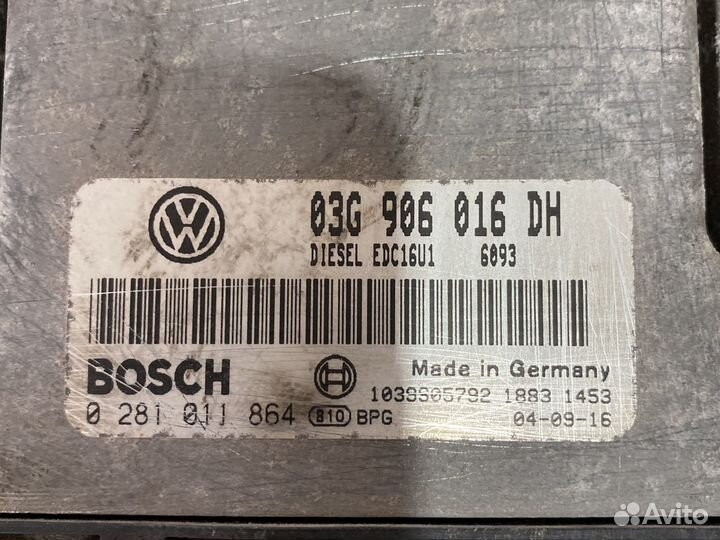 VW
03G 906 016 DH
DIESEL EDC16U1 6093
BOSCH
Made in Germany
1039S05792 1883 1453
0 281 011 864 810 BPG
04-09-16
Avito